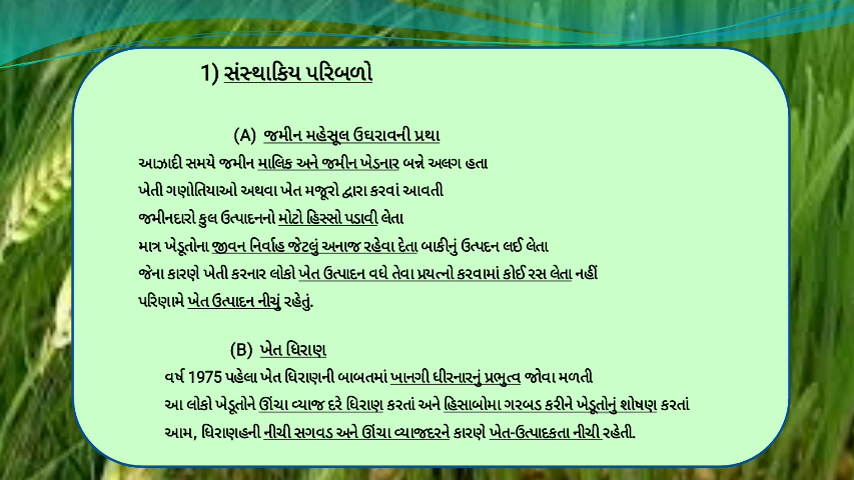 1) સંસ્થાકિય પરિબળો
(A) જમીન મહેસૂલ ઉઘરાવની પ્રથા
આઝાદી સમયે જમીન માલિક અને જમીન ખેડનાર બન્ને અલગ હતા
ખેતી ગણોતિયાઓ અથવા ખેત મજૂરો દ્વારા કરવાં આવતી
જમીનદારો કુલ ઉત્પાદનનો મોટો હિસ્સો પડાવી લેતા
માત્ર ખેડૂતોના જીવન નિર્વાહ જેટલું અનાજ રહેવા દેતા બાકીનું ઉત્પદન લઈ લેતા
જેના કારણે ખેતી કરનાર લોકો ખેત ઉત્પાદન વધે તેવા પ્રયત્નો કરવામાં કોઈ રસ લેતા નહીં
પરિણામે ખેત ઉત્પાદન નીચું રહેતું.
(B) ખેત ધિરાણ
વર્ષ 1975 પહેલા ખેત ધિરાણની બાબતમાં ખાનગી ધીરનારનું પ્રભુત્વ જોવા મળતી
આ લોકો ખેડૂતોને ઊંચા વ્યાજ દરે ધિરાણ કરતાં અને હિસાબોમા ગરબડ કરીને ખેડૂતોનું શોષણ કરતાં
આમ, ધિરાણહની નીચી સગવડ અને ઊંચા વ્યાજદરને કારણે ખેત-ઉત્પાદકતા નીચી રહેતી.